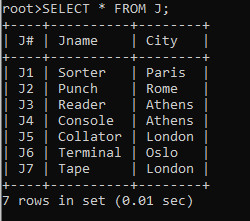 root>SELECT * FROM J;
+----+----------+--------+
| J# | Jname    | City   |
+----+----------+--------+
| J1 | Sorter   | Paris  |
| J2 | Punch    | Rome   |
| J3 | Reader   | Athens |
| J4 | Console  | Athens |
| J5 | Collator | London |
| J6 | Terminal | Oslo   |
| J7 | Tape     | London |
+----+----------+--------+
7 rows in set (0.01 sec)